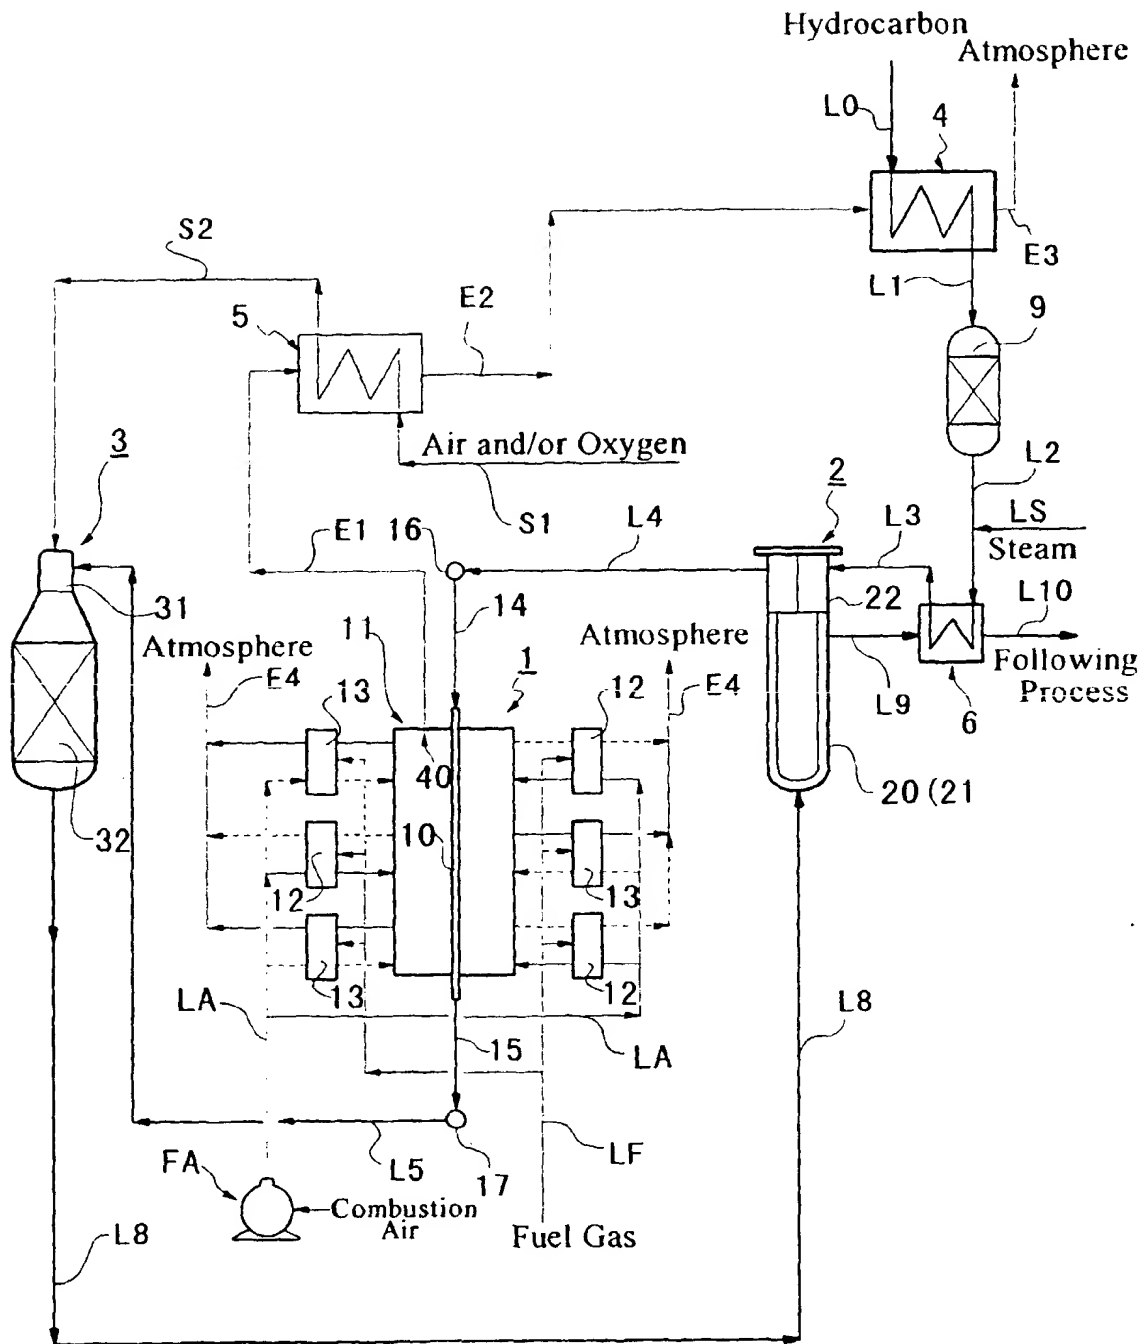 Hydrocarbon
Atmosphere
L0
4
S2
E3
L1
E2
9
5
Air and/or Oxygen
3
L2
2
S1
LS
L4
L3
E1
16
Steam
L10
31
14
22
Atmosphere
11
Atmosphere
1
Following
Process
E4
13
12
E4
L9
6
40
20 (21
32
10
12
13
13
12
LA
L8
15
LA
L5
17
LF
FA
Combustion
Air
Fuel Gas
L8